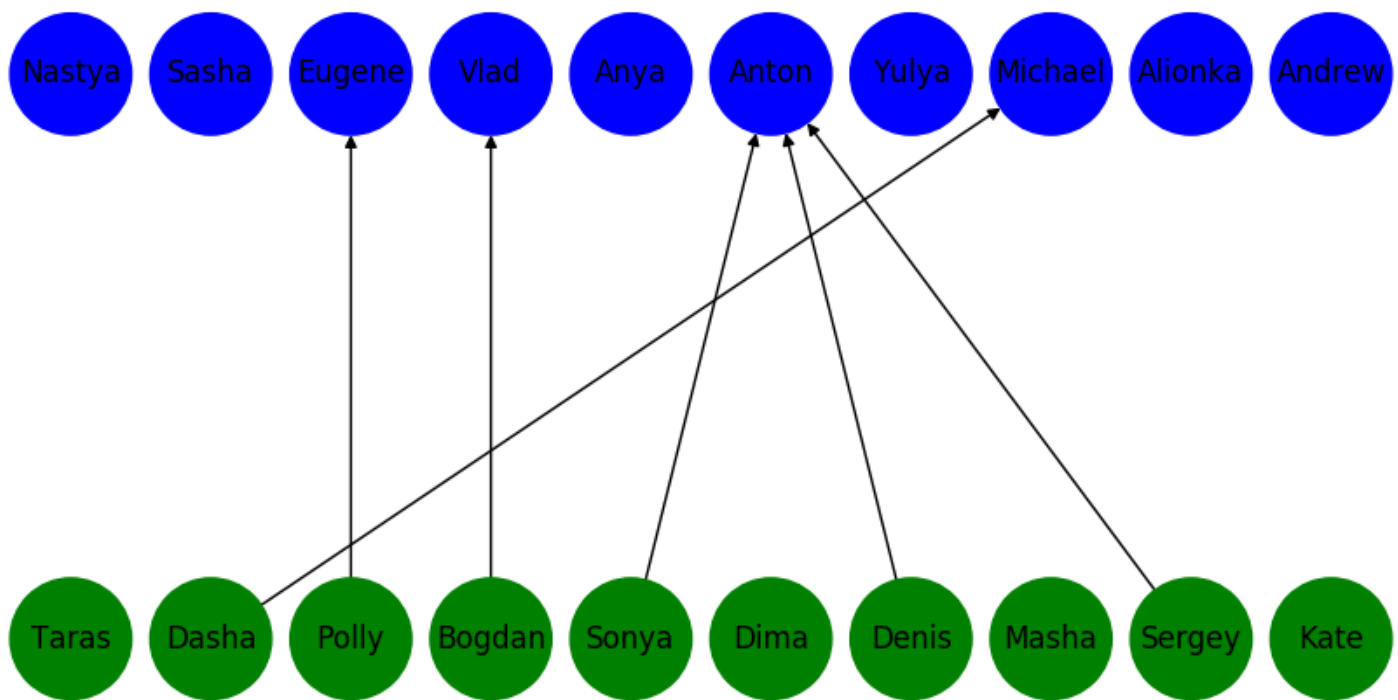 Nastya Sasha Eugene Vlad Anya Anton Yulya Michael Alionka Andrew
Taras Dasha Polly Bogdan Sonya Dima Denis Masha Sergey Kate